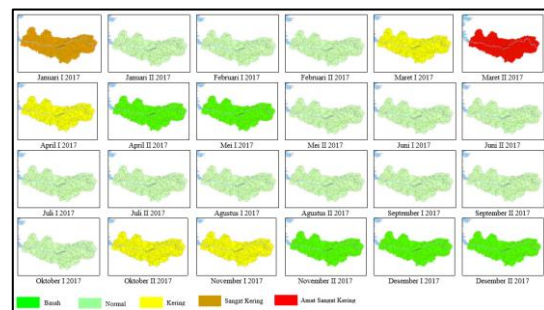 Januari I 2017 Januari II 2017 Februari I 2017 Februari II 2017 Maret I 2017 Maret II 2017
April I 2017 April II 2017 Mei I 2017 Mei II 2017 Juni I 2017 Juni II 2017
Juli I 2017 Juli II 2017 Agustus I 2017 Agustus II 2017 September I 2017 September II 2017
Oktober I 2017 Oktober II 2017 November I 2017 November II 2017 Desember I 2017 Desember II 2017
Basah Normal Kering Sangat Kering Amat Sangat Kering